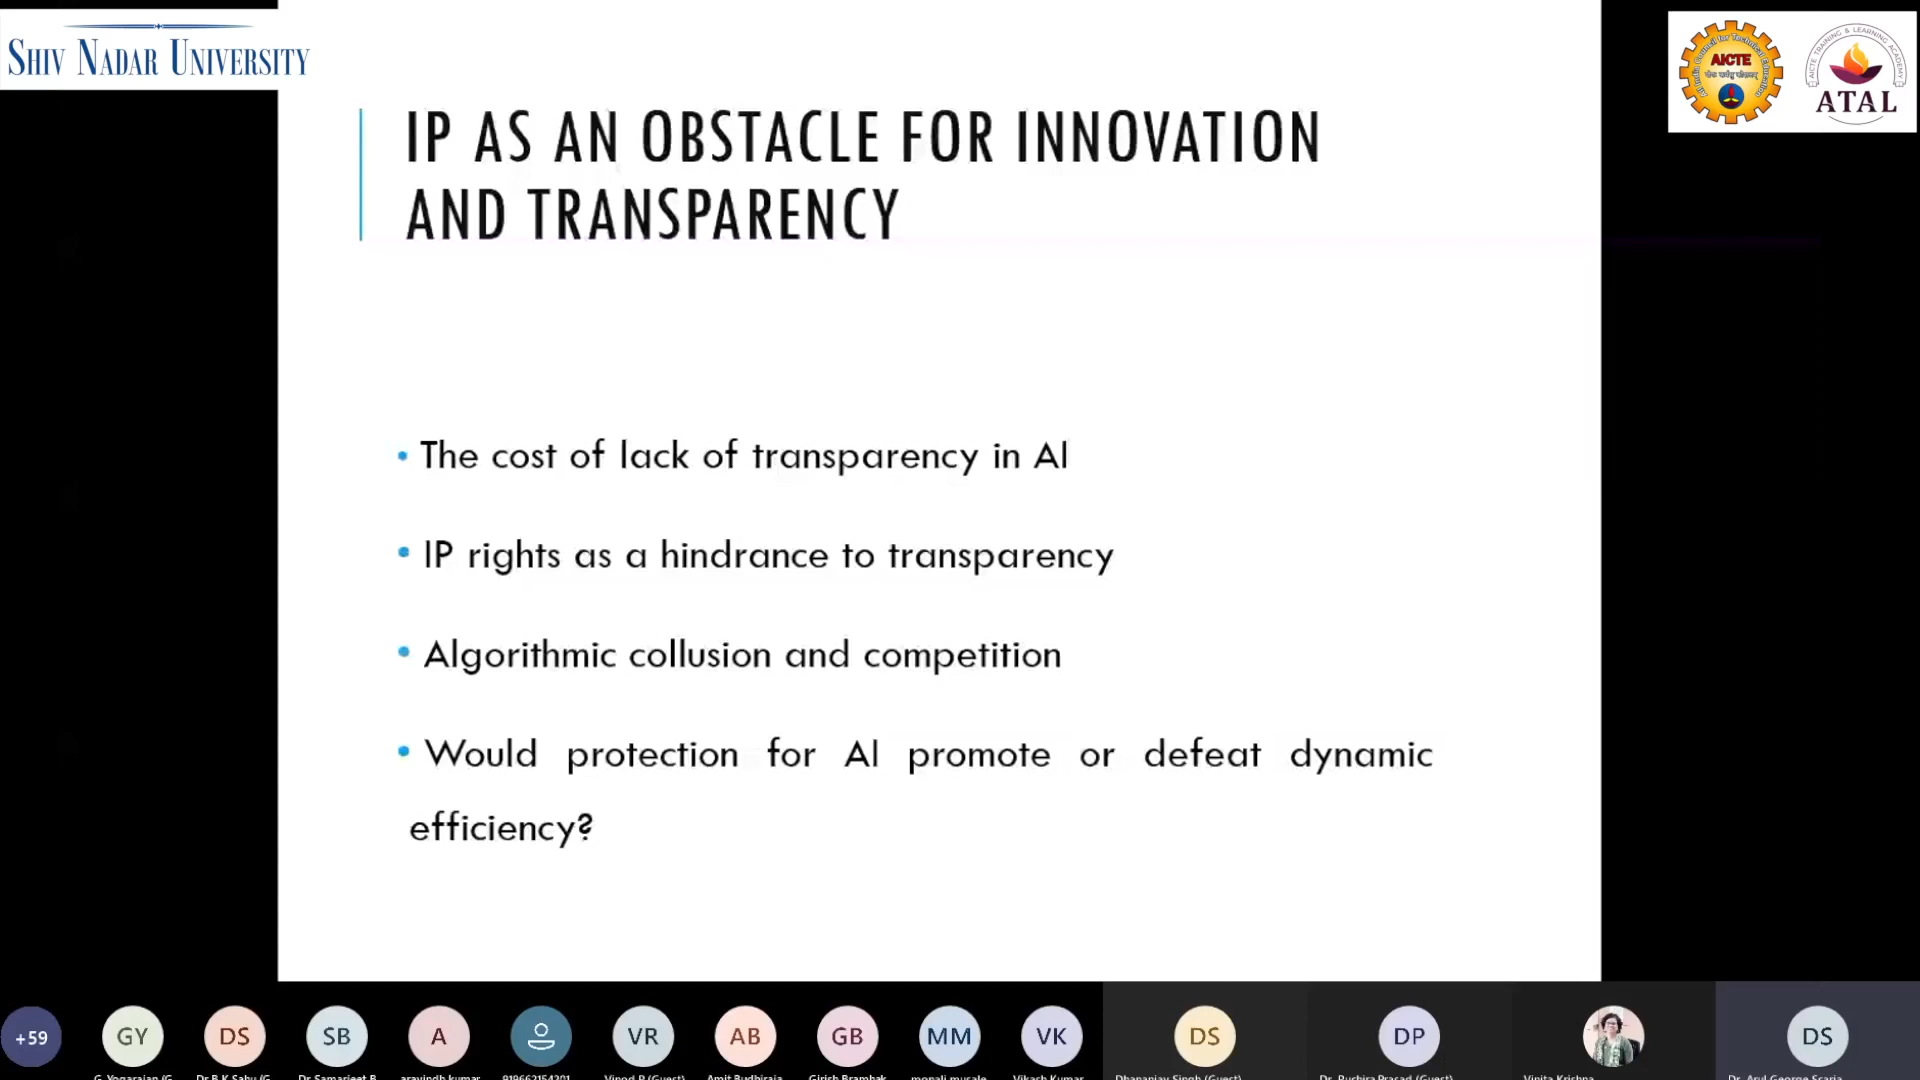 SHIV NADAR UNIVERSITY
AICTE
ATAL
IP AS AN OBSTACLE FOR INNOVATION
AND TRANSPARENCY
• The cost of lack of transparency in AI
• IP rights as a hindrance to transparency
• Algorithmic collusion and competition
• Would protection for AI promote or defeat dynamic
efficiency?
+59
GY
DS
SB
A
VR
AB
GB
MM
VK
DS
DP
DS
G. Yogarajan (G
Dr B K Sahu (G
Dr Samarjeet B
aravindh kumar
919662154201
Vinod R (Guest)
Amit Budhiraja
Girish Bramhak
monali musale
Vikash Kumar
Dhananjay Singh (Guest)
Dr. Ruchira Prasad (Guest)
Vinita Krishna
Dr. Arul George Scaria